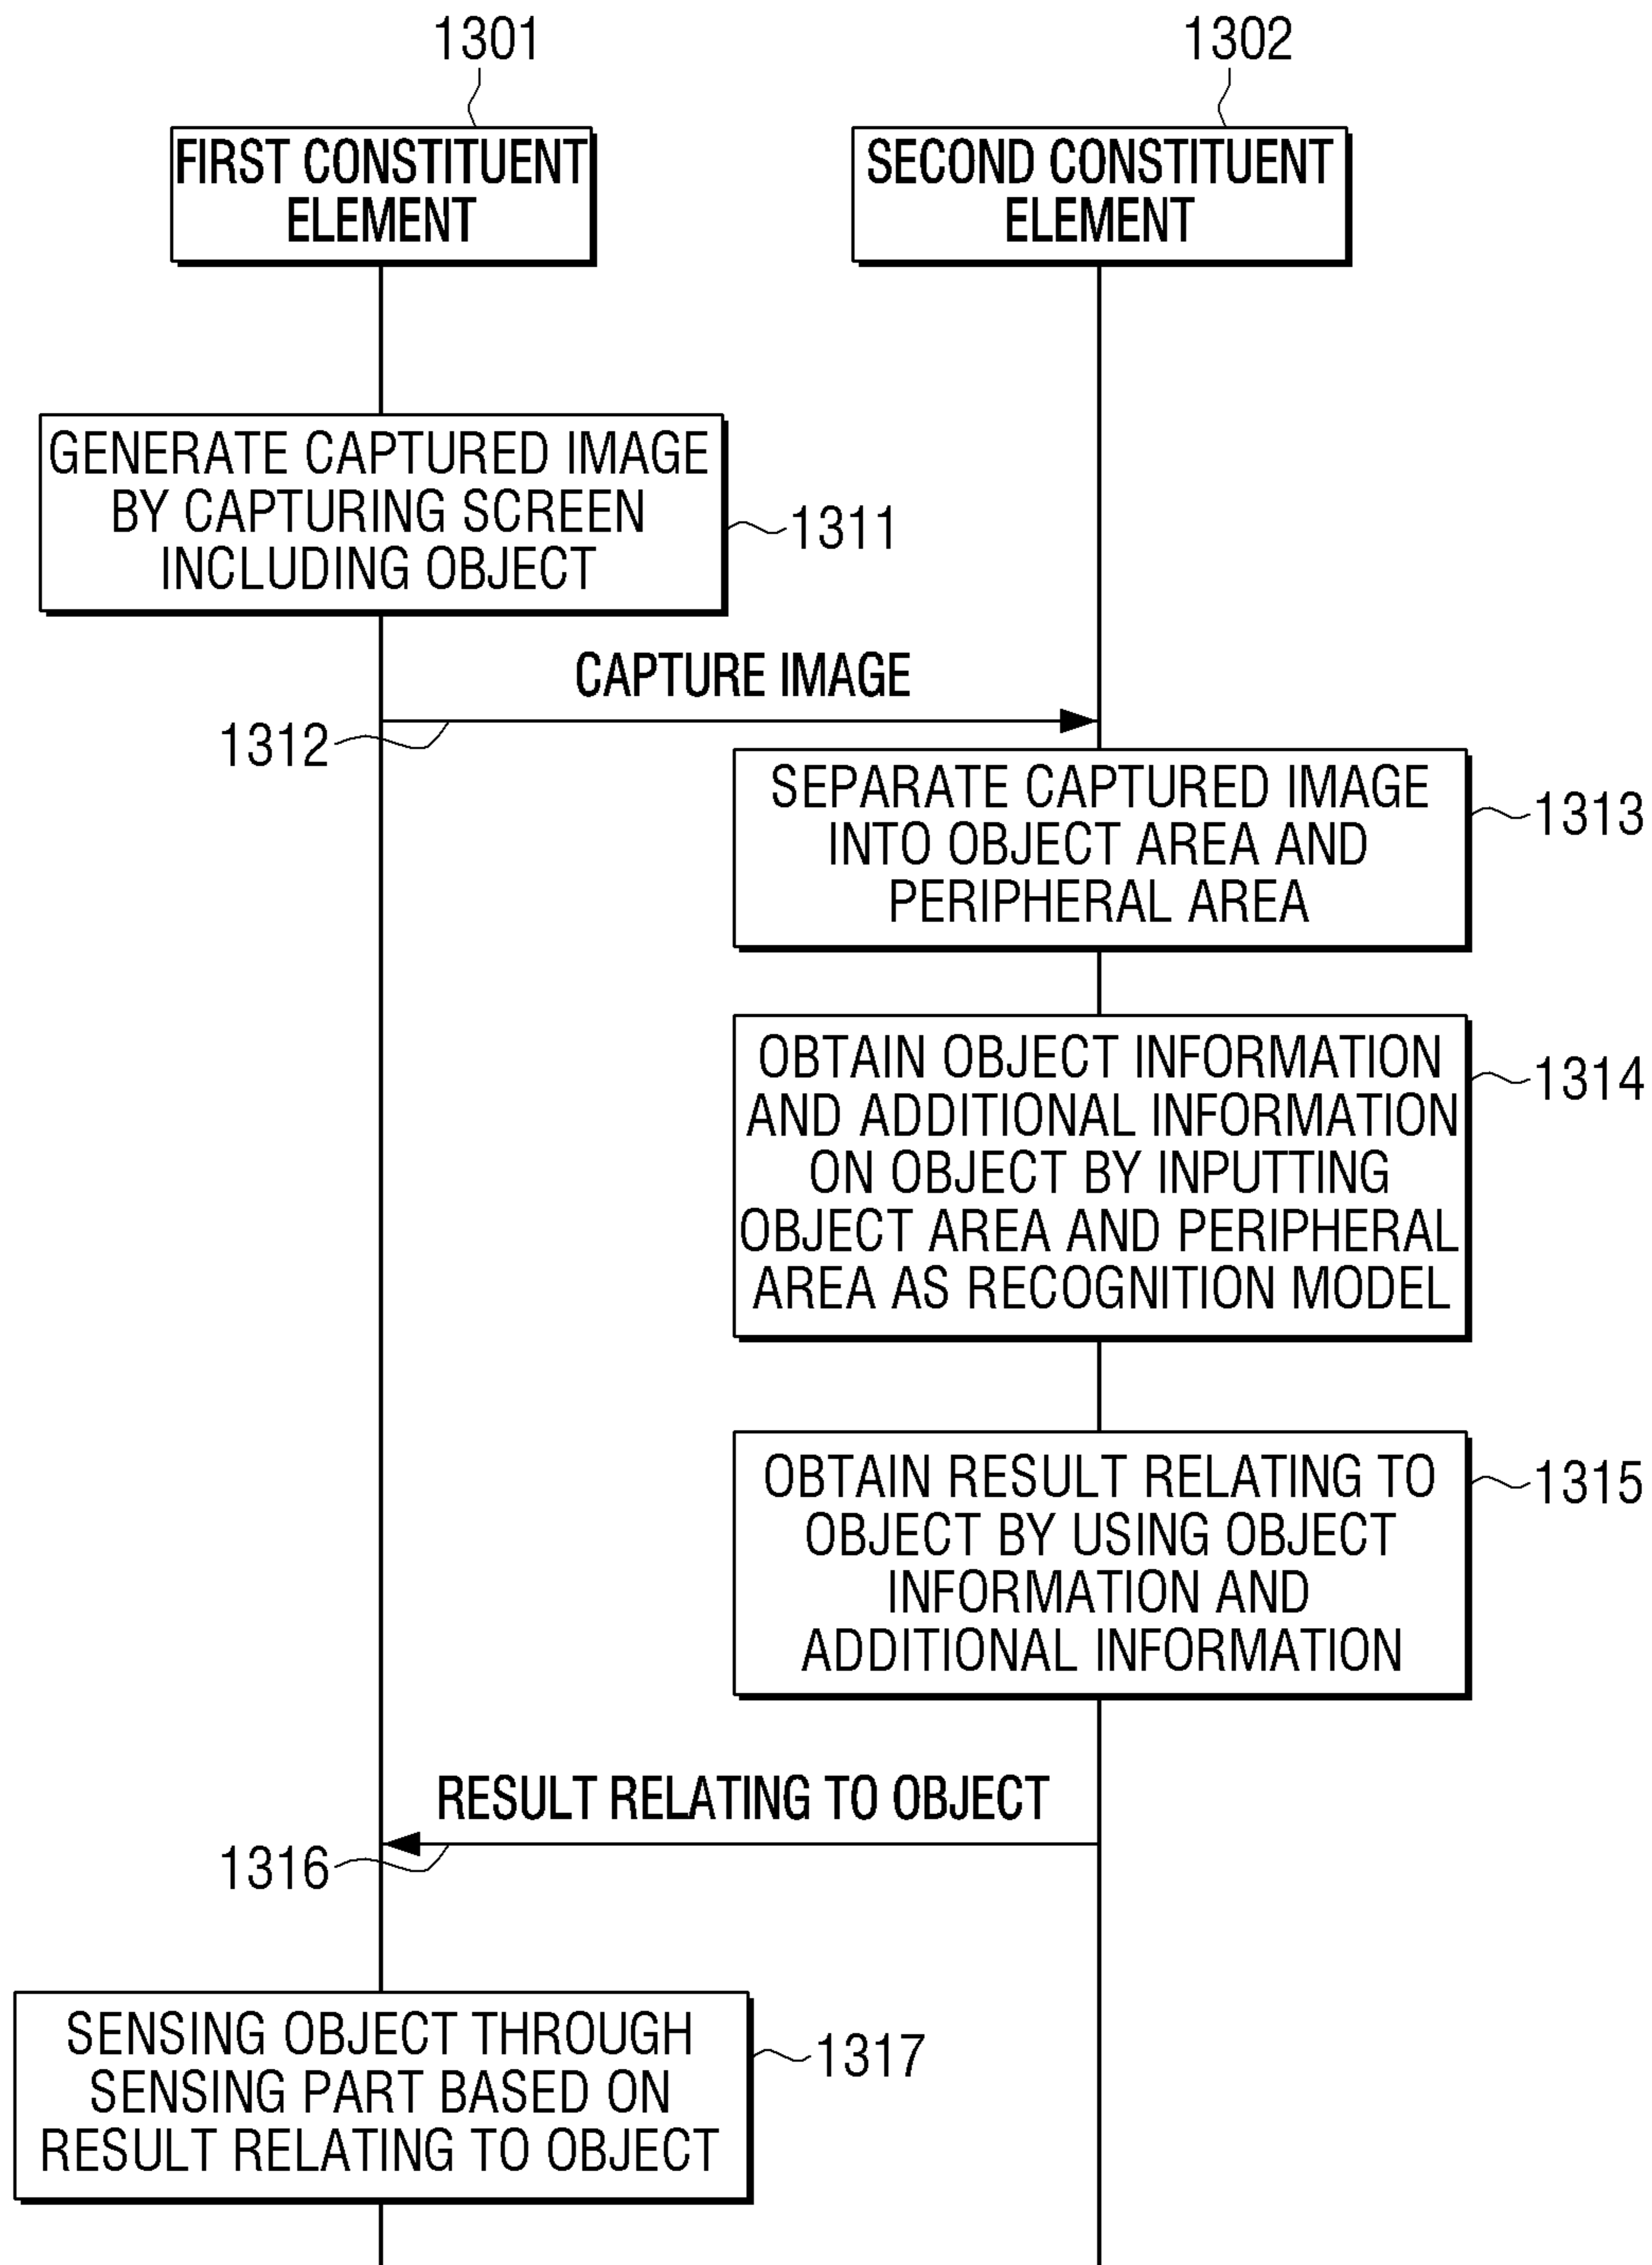 1301
1302
FIRST CONSTITUENT
ELEMENT
SECOND CONSTITUENT
ELEMENT
GENERATE CAPTURED IMAGE
BY CAPTURING SCREEN
INCLUDING OBJECT
1311
CAPTURE IMAGE
1312
SEPARATE CAPTURED IMAGE
INTO OBJECT AREA AND
PERIPHERAL AREA
1313
OBTAIN OBJECT INFORMATION
AND ADDITIONAL INFORMATION
ON OBJECT BY INPUTTING
OBJECT AREA AND PERIPHERAL
AREA AS RECOGNITION MODEL
1314
OBTAIN RESULT RELATING TO
OBJECT BY USING OBJECT
INFORMATION AND
ADDITIONAL INFORMATION
1315
RESULT RELATING TO OBJECT
1316
SENSING OBJECT THROUGH
SENSING PART BASED ON
RESULT RELATING TO OBJECT
1317